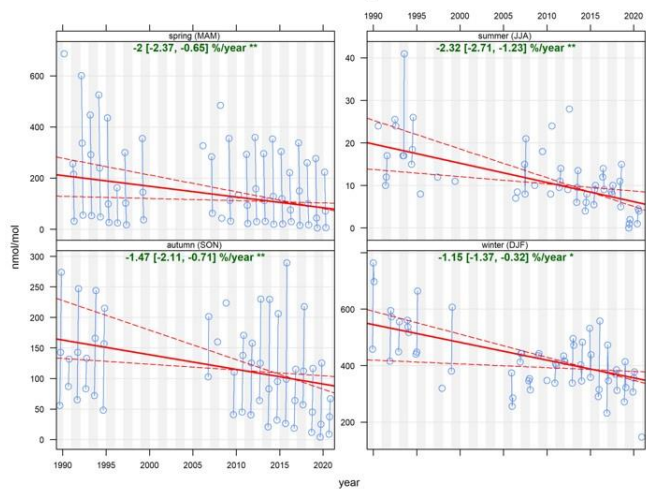 1990 1995 2000 2005 2010 2015 2020
spring (MAM)
summer (JJA)
-2 [-2.37, -0.65] %/year **
-2.32 [-2.71, -1.23] %/year **
600
400
200
0
40
30
20
10
0
autumn (SON)
winter (DJF)
-1.47 [-2.11, -0.71] %/year **
-1.15 [-1.37, -0.32] %/year *
300
250
200
150
100
50
0
600
400
200
nmol/mol
1990 1995 2000 2005 2010 2015 2020
year